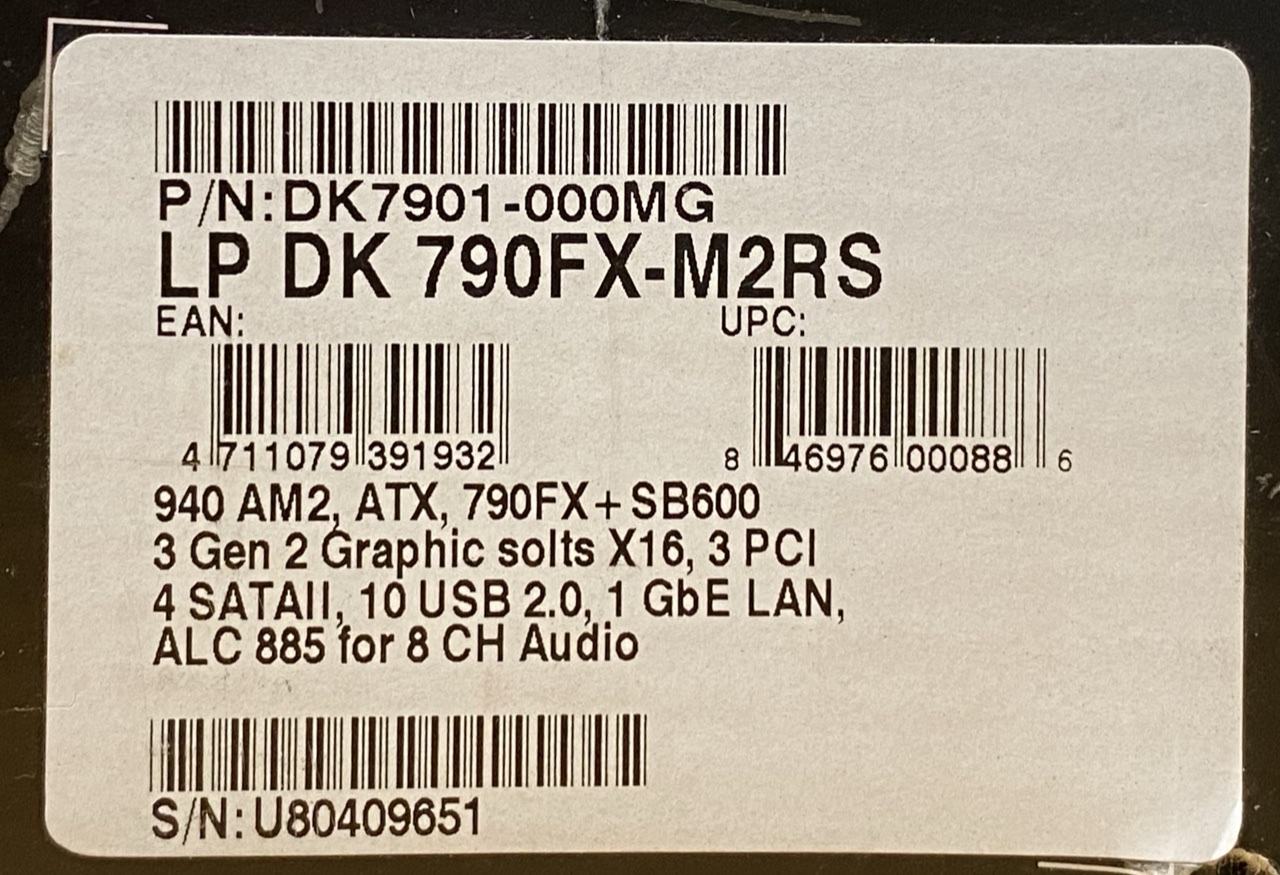 P/N:DK7901-000MG
LP DK 790FX-M2RS
EAN: UPC:
4 711079 391932 8 46976 00088 6
940 AM2, ATX, 790FX+SB600
3 Gen 2 Graphic solts X16, 3 PCI
4 SATAII, 10 USB 2.0, 1 GbE LAN,
ALC 885 for 8 CH Audio
S/N:U80409651